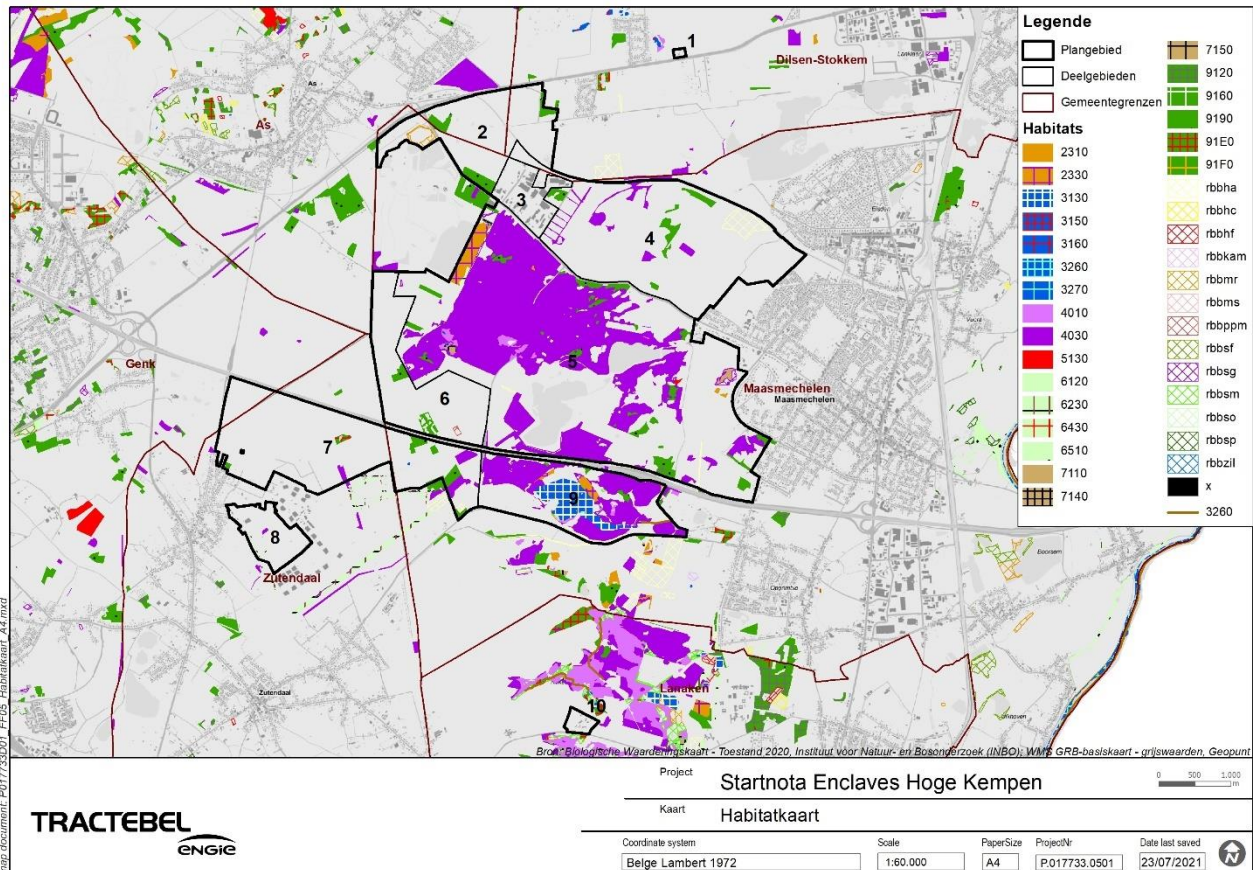 Legende
Plangebied
Deelgebieden
Gemeentegrenzen
Habitats
2310
2330
3130
3150
3160
3260
3270
4010
4030
5130
6120
6230
6430
6510
7110
7140
7150
9120
9160
9190
91E0
91F0
rbbha
rbbhc
rbbhf
rbbkam
rbbmr
rbbms
rbbppm
rbbsf
rbbsg
rbbsm
rbbso
rbbsp
rbbzil
x
3260
1
Dilsen-Stokkem
As
As
2
3
4
Genk
5
Maasmechelen
Maasmechelen
6
7
9
8
Zutendaal
Zutendaal
Lanaken
10
Bron: Biologische Waarderingskaart - Toestand 2020, Instituut voor Natuur- en Bosonderzoek (INBO); WMS GRB-basiskaart - grijswaarden, Geopunt
map document: P017733D01_FF05_Habitatkaart_A4.mxd
TRACTEBEL
ENGIE
Project
Startnota Enclaves Hoge Kempen
0 500 1.000
m
Kaart
Habitatkaart
Coordinate system
Scale
PaperSize
ProjectNr
Date last saved
Belge Lambert 1972
1:60.000
A4
P.017733.0501
23/07/2021
N